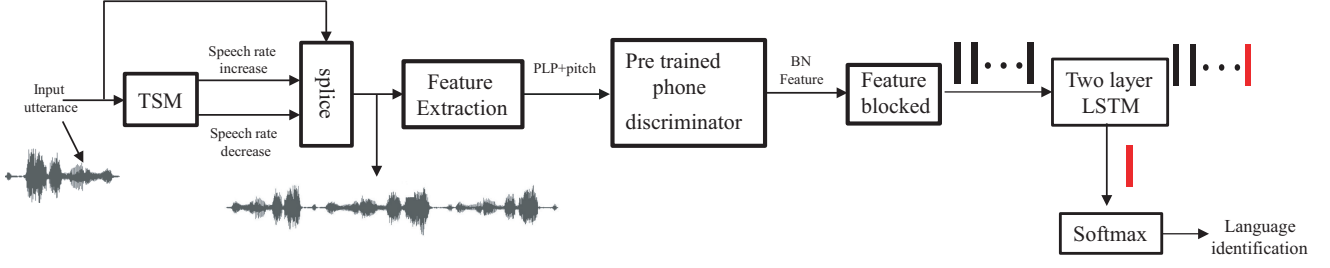 Input
utterance
TSM
Speech rate
increase
Speech rate
decrease
splice
Feature
Extraction
PLP+pitch
Pre trained
phone
discriminator
BN
Feature
Feature
blocked
Two layer
LSTM
Softmax
Language
identification